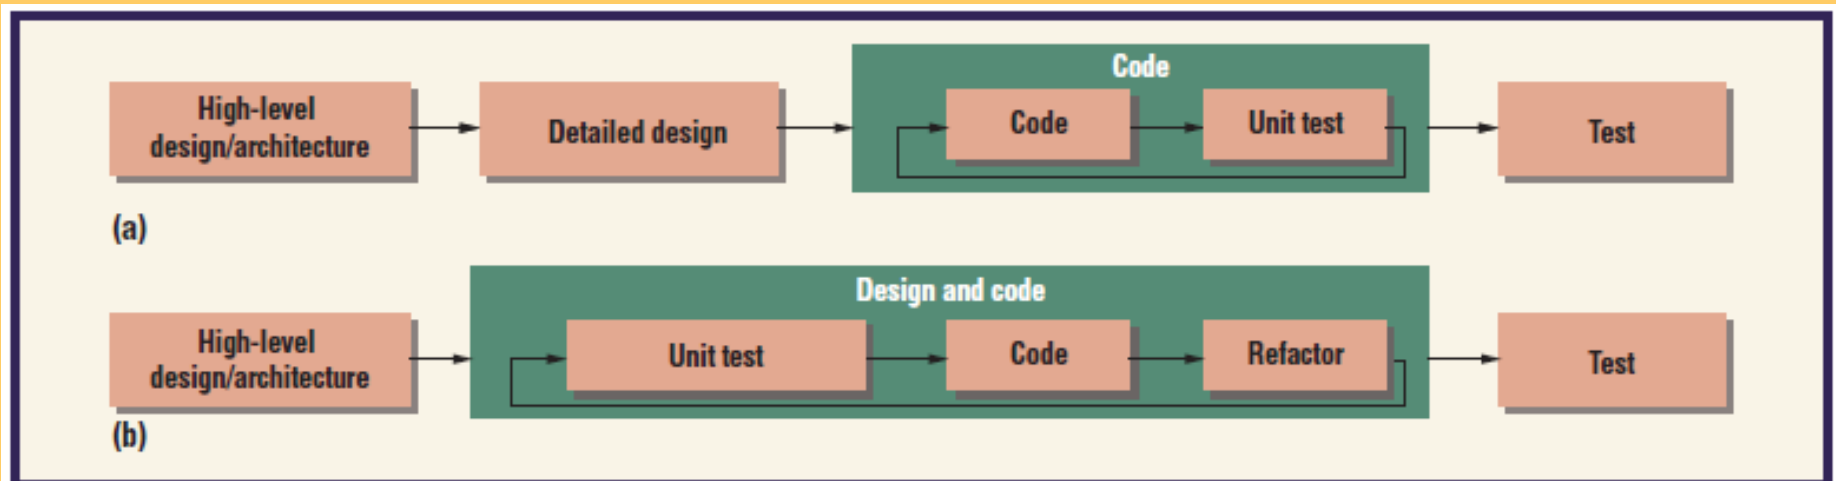 Code
High-level
design/architecture
Detailed design
Code
Unit test
Test
(a)
Design and code
High-level
design/architecture
Unit test
Code
Refactor
Test
(b)